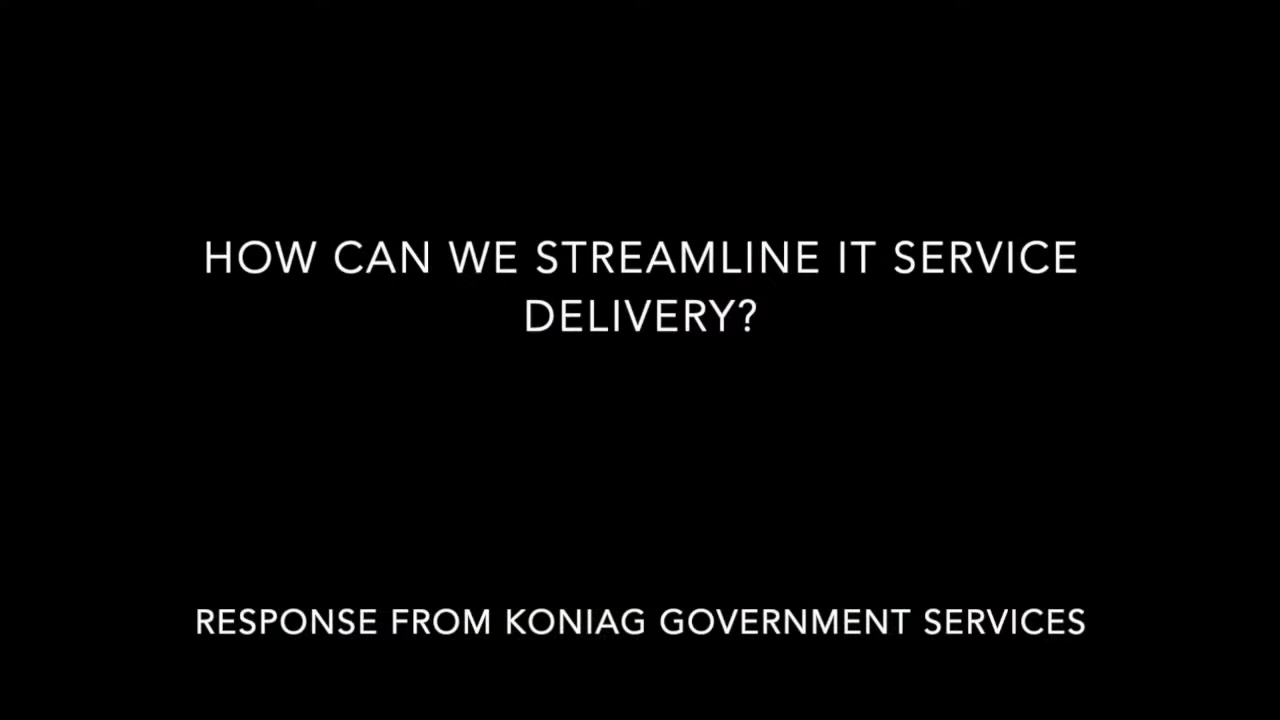 HOW CAN WE STREAMLINE IT SERVICE
DELIVERY?
RESPONSE FROM KONIAG GOVERNMENT SERVICES